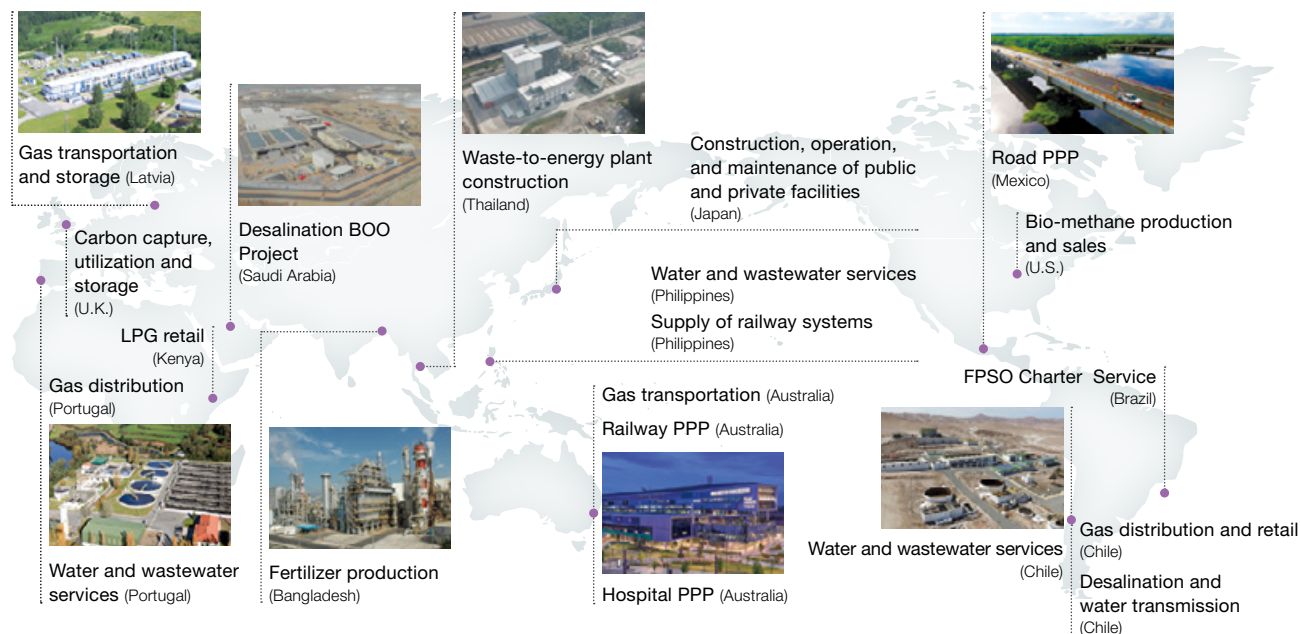 Gas transportation
and storage (Latvia)
Carbon capture,
utilization and
storage
(U.K.)
LPG retail
(Kenya)
Gas distribution
(Portugal)
Water and wastewater
services (Portugal)
Desalination BOO
Project
(Saudi Arabia)
Fertilizer production
(Bangladesh)
Waste-to-energy plant
construction
(Thailand)
Construction, operation,
and maintenance of public
and private facilities
(Japan)
Water and wastewater services
(Philippines)
Supply of railway systems
(Philippines)
Gas transportation (Australia)
Railway PPP (Australia)
Hospital PPP (Australia)
Road PPP
(Mexico)
Bio-methane production
and sales
(U.S.)
FPSO Charter Service
(Brazil)
Water and wastewater services
(Chile)
Gas distribution and retail
(Chile)
Desalination and
water transmission
(Chile)